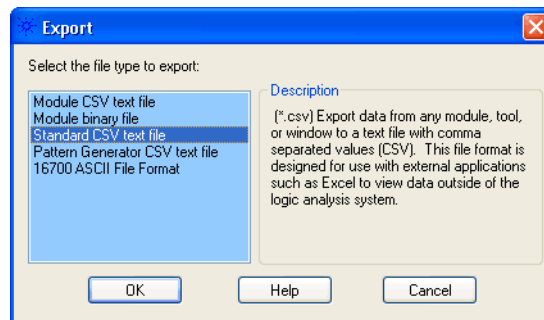 Export
Select the file type to export:
Module CSV text file
Module binary file
Standard CSV text file
Pattern Generator CSV text file
16700 ASCII File Format
Description
(*.csv) Export data from any module, tool,
or window to a text file with comma
separated values (CSV). This file format is
designed for use with external applications
such as Excel to view data outside of the
logic analysis system.
OK
Help
Cancel